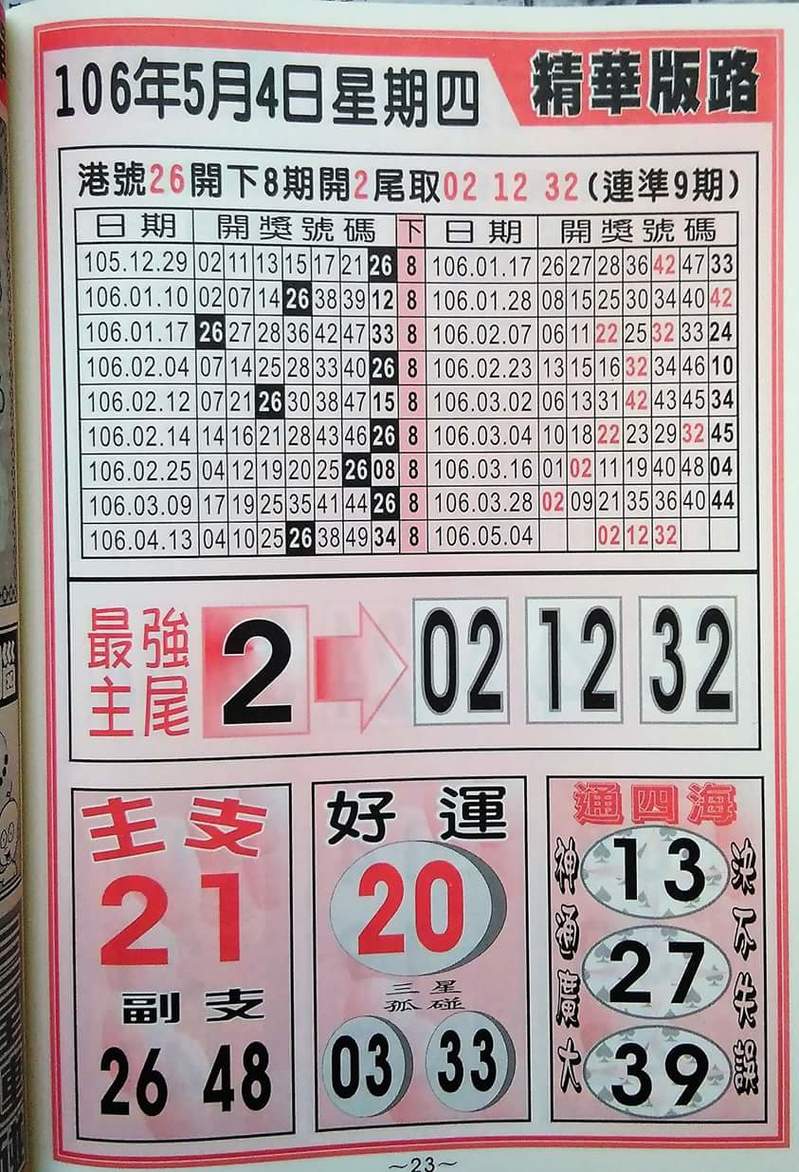 106年5月4日星期四
精華版路
港號26開下8期開2尾取02 12 32(連準9期)
日期 開獎號碼 下 日期 開獎號碼
105.12.29 02 11 13 15 17 21 26 8 106.01.17 26 27 28 36 42 47 33
106.01.10 02 07 14 26 38 39 12 8 106.01.28 08 15 25 30 34 40 42
106.01.17 26 27 28 36 42 47 33 8 106.02.07 06 11 22 25 32 33 24
106.02.04 07 14 25 28 33 40 26 8 106.02.23 13 15 16 32 34 46 10
106.02.12 07 21 26 30 38 47 15 8 106.03.02 06 13 31 42 43 45 34
106.02.14 14 16 21 28 43 46 26 8 106.03.04 10 18 22 23 29 32 45
106.02.25 04 12 19 20 25 26 08 8 106.03.16 01 02 11 19 40 48 04
106.03.09 17 19 25 35 41 44 26 8 106.03.28 02 09 21 35 36 40 44
106.04.13 04 10 25 26 38 49 34 8 106.05.04 02 12 32
最強
主尾
2
02 12 32
主支
21
副支
26 48
好運
20
三星
孤碰
03 33
通四海
神通廣大
13
27
39
決不失誤
~23~